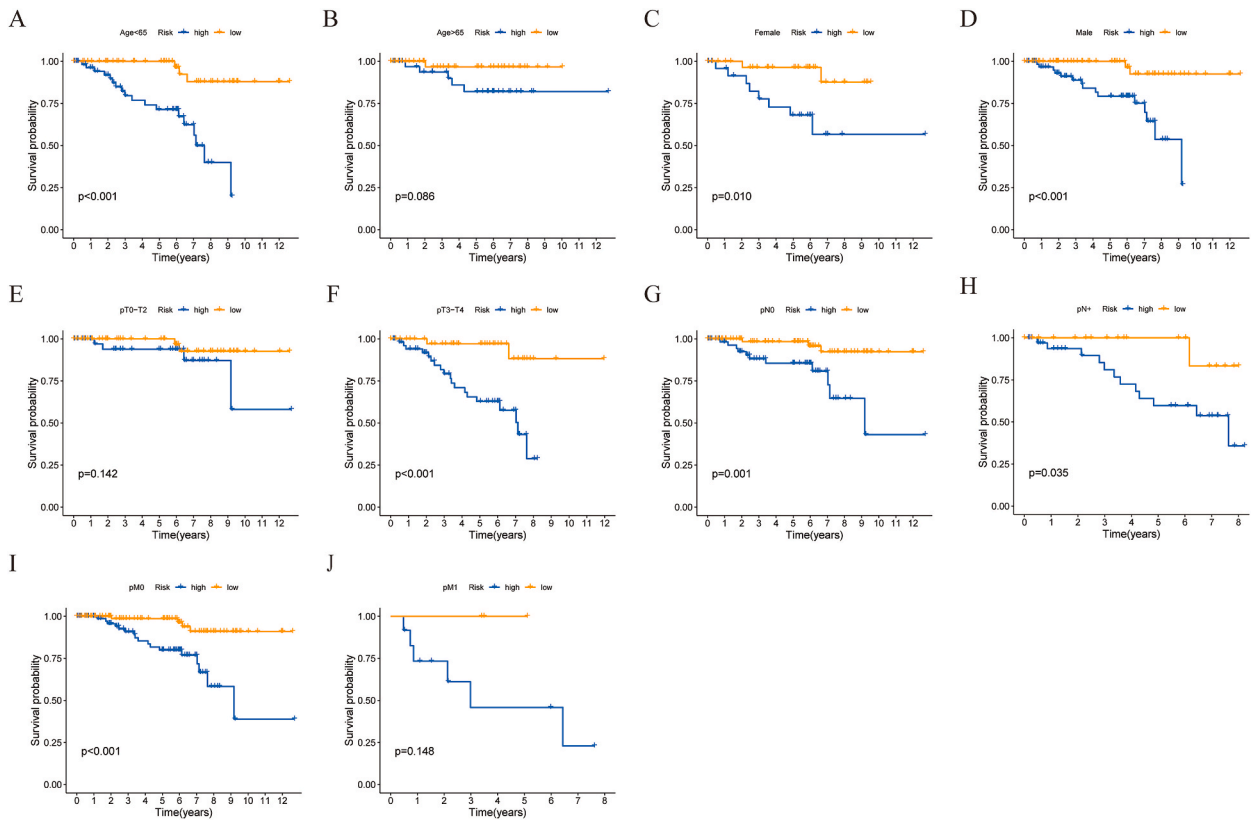 A
Age<65 Risk high low
Survival probability
1.00
0.75
0.50
0.25
0.00
p<0.001
0 1 2 3 4 5 6 7 8 9 10 11 12
Time(years)
B
Age>65 Risk high low
Survival probability
1.00
0.75
0.50
0.25
0.00
p=0.086
0 1 2 3 4 5 6 7 8 9 10 11 12
Time(years)
C
Female Risk high low
Survival probability
1.00
0.75
0.50
0.25
0.00
p=0.010
0 1 2 3 4 5 6 7 8 9 10 11 12
Time(years)
D
Male Risk high low
Survival probability
1.00
0.75
0.50
0.25
0.00
p<0.001
0 1 2 3 4 5 6 7 8 9 10 11 12
Time(years)
E
pT0−T2 Risk high low
Survival probability
1.00
0.75
0.50
0.25
0.00
p=0.142
0 1 2 3 4 5 6 7 8 9 10 11 12
Time(years)
F
pT3−T4 Risk high low
Survival probability
1.00
0.75
0.50
0.25
0.00
p<0.001
0 1 2 3 4 5 6 7 8 9 10 11 12
Time(years)
G
pN0 Risk high low
Survival probability
1.00
0.75
0.50
0.25
0.00
p=0.001
0 1 2 3 4 5 6 7 8 9 10 11 12
Time(years)
H
pN+ Risk high low
Survival probability
1.00
0.75
0.50
0.25
0.00
p=0.035
0 1 2 3 4 5 6 7 8
Time(years)
I
pM0 Risk high low
Survival probability
1.00
0.75
0.50
0.25
0.00
p<0.001
0 1 2 3 4 5 6 7 8 9 10 11 12
Time(years)
J
pM1 Risk high low
Survival probability
1.00
0.75
0.50
0.25
0.00
p=0.148
0 1 2 3 4 5 6 7 8
Time(years)